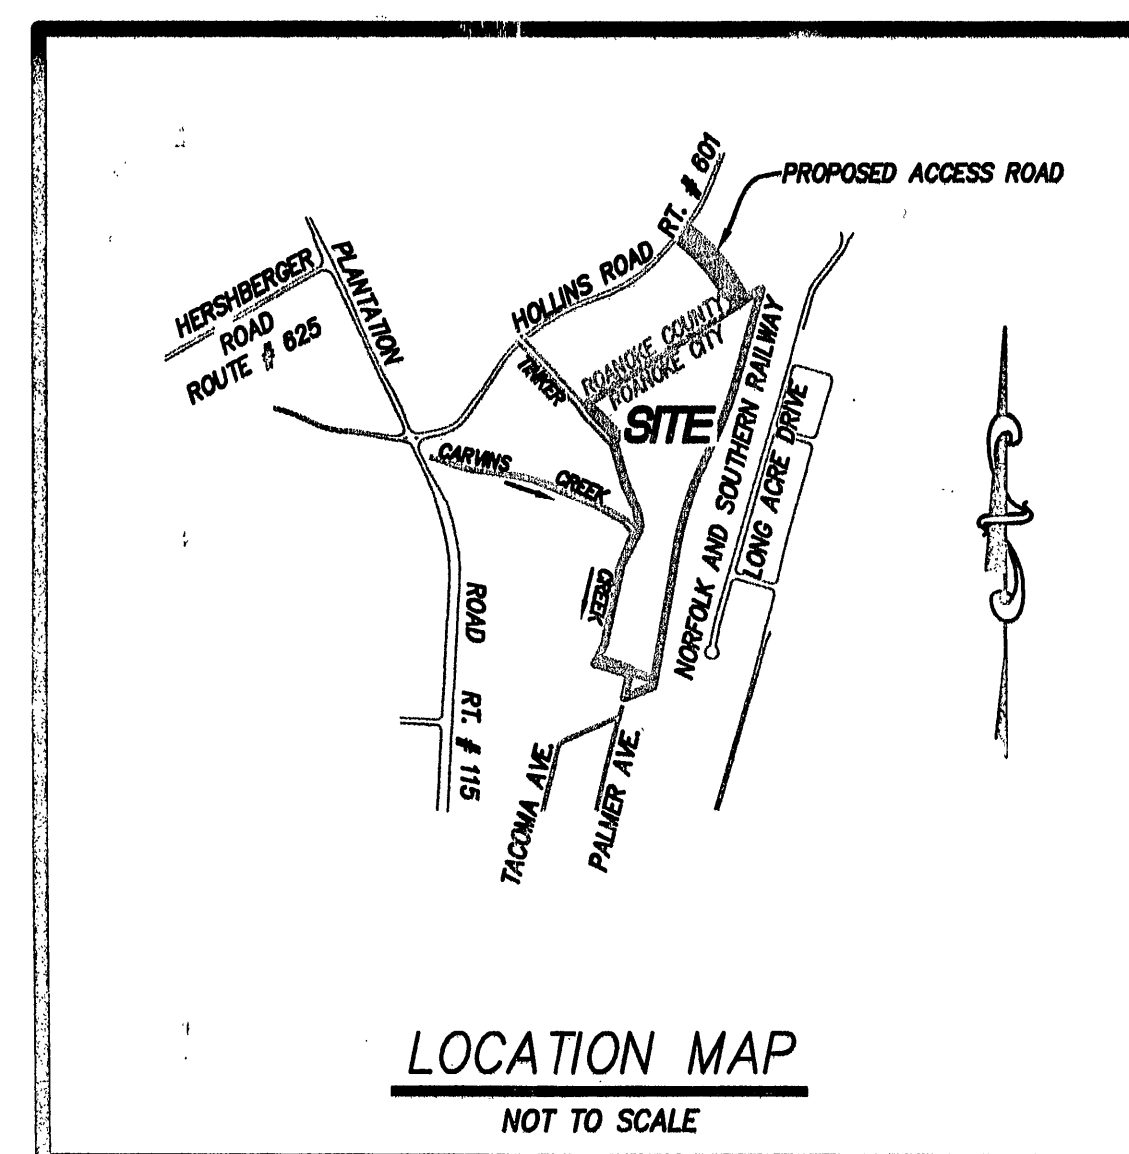 RT. # 601
PROPOSED ACCESS ROAD
HOLLINS ROAD
HERSHBERGER
ROAD
ROUTE # 625
PLANTATION
ROANOKE COUNTY
ROANOKE CITY
TINKER
SITE
CARVINS
CREEK
CREEK
NORFOLK AND SOUTHERN RAILWAY
LONG ACRE DRIVE
ROAD
RT. # 115
TACOMA AVE.
PALMER AVE.
LOCATION MAP
NOT TO SCALE